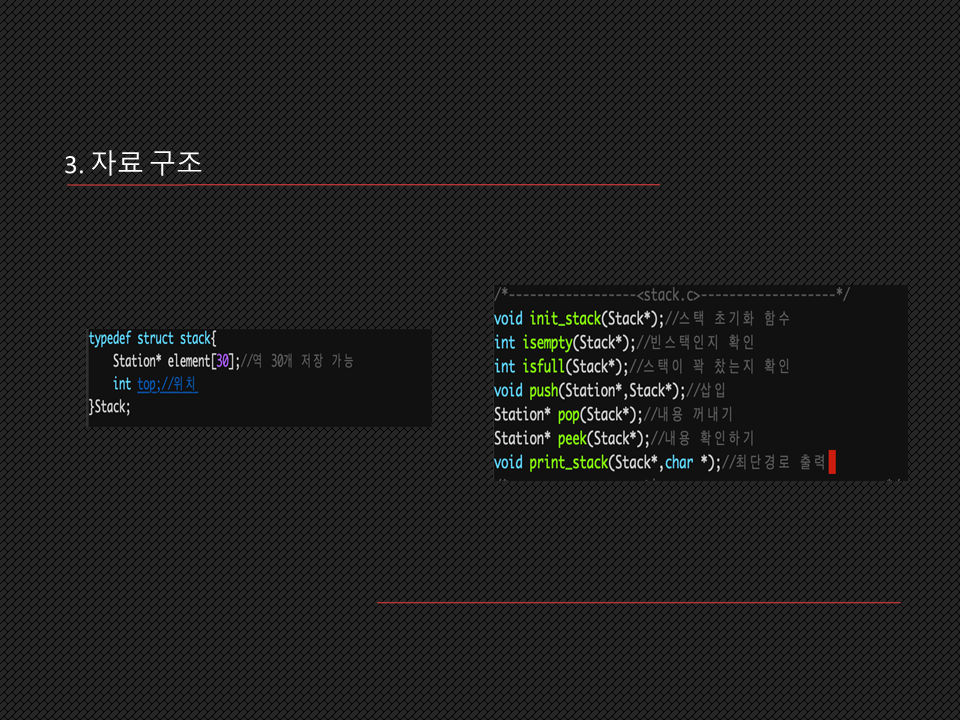 3. 자료 구조
typedef struct stack{
Station* element[30];//역 30개 저장 가능
int top;//위치
}Stack;
/*------------------<stack.c>-------------------*/
void init_stack(Stack*);//스택 초기화 함수
int isempty(Stack*);//빈스택인지 확인
int isfull(Stack*);//스택이 꽉 찼는지 확인
void push(Station*,Stack*);//삽입
Station* pop(Stack*);//내용 꺼내기
Station* peek(Stack*);//내용 확인하기
void print_stack(Stack*,char *);//최단경로 출력